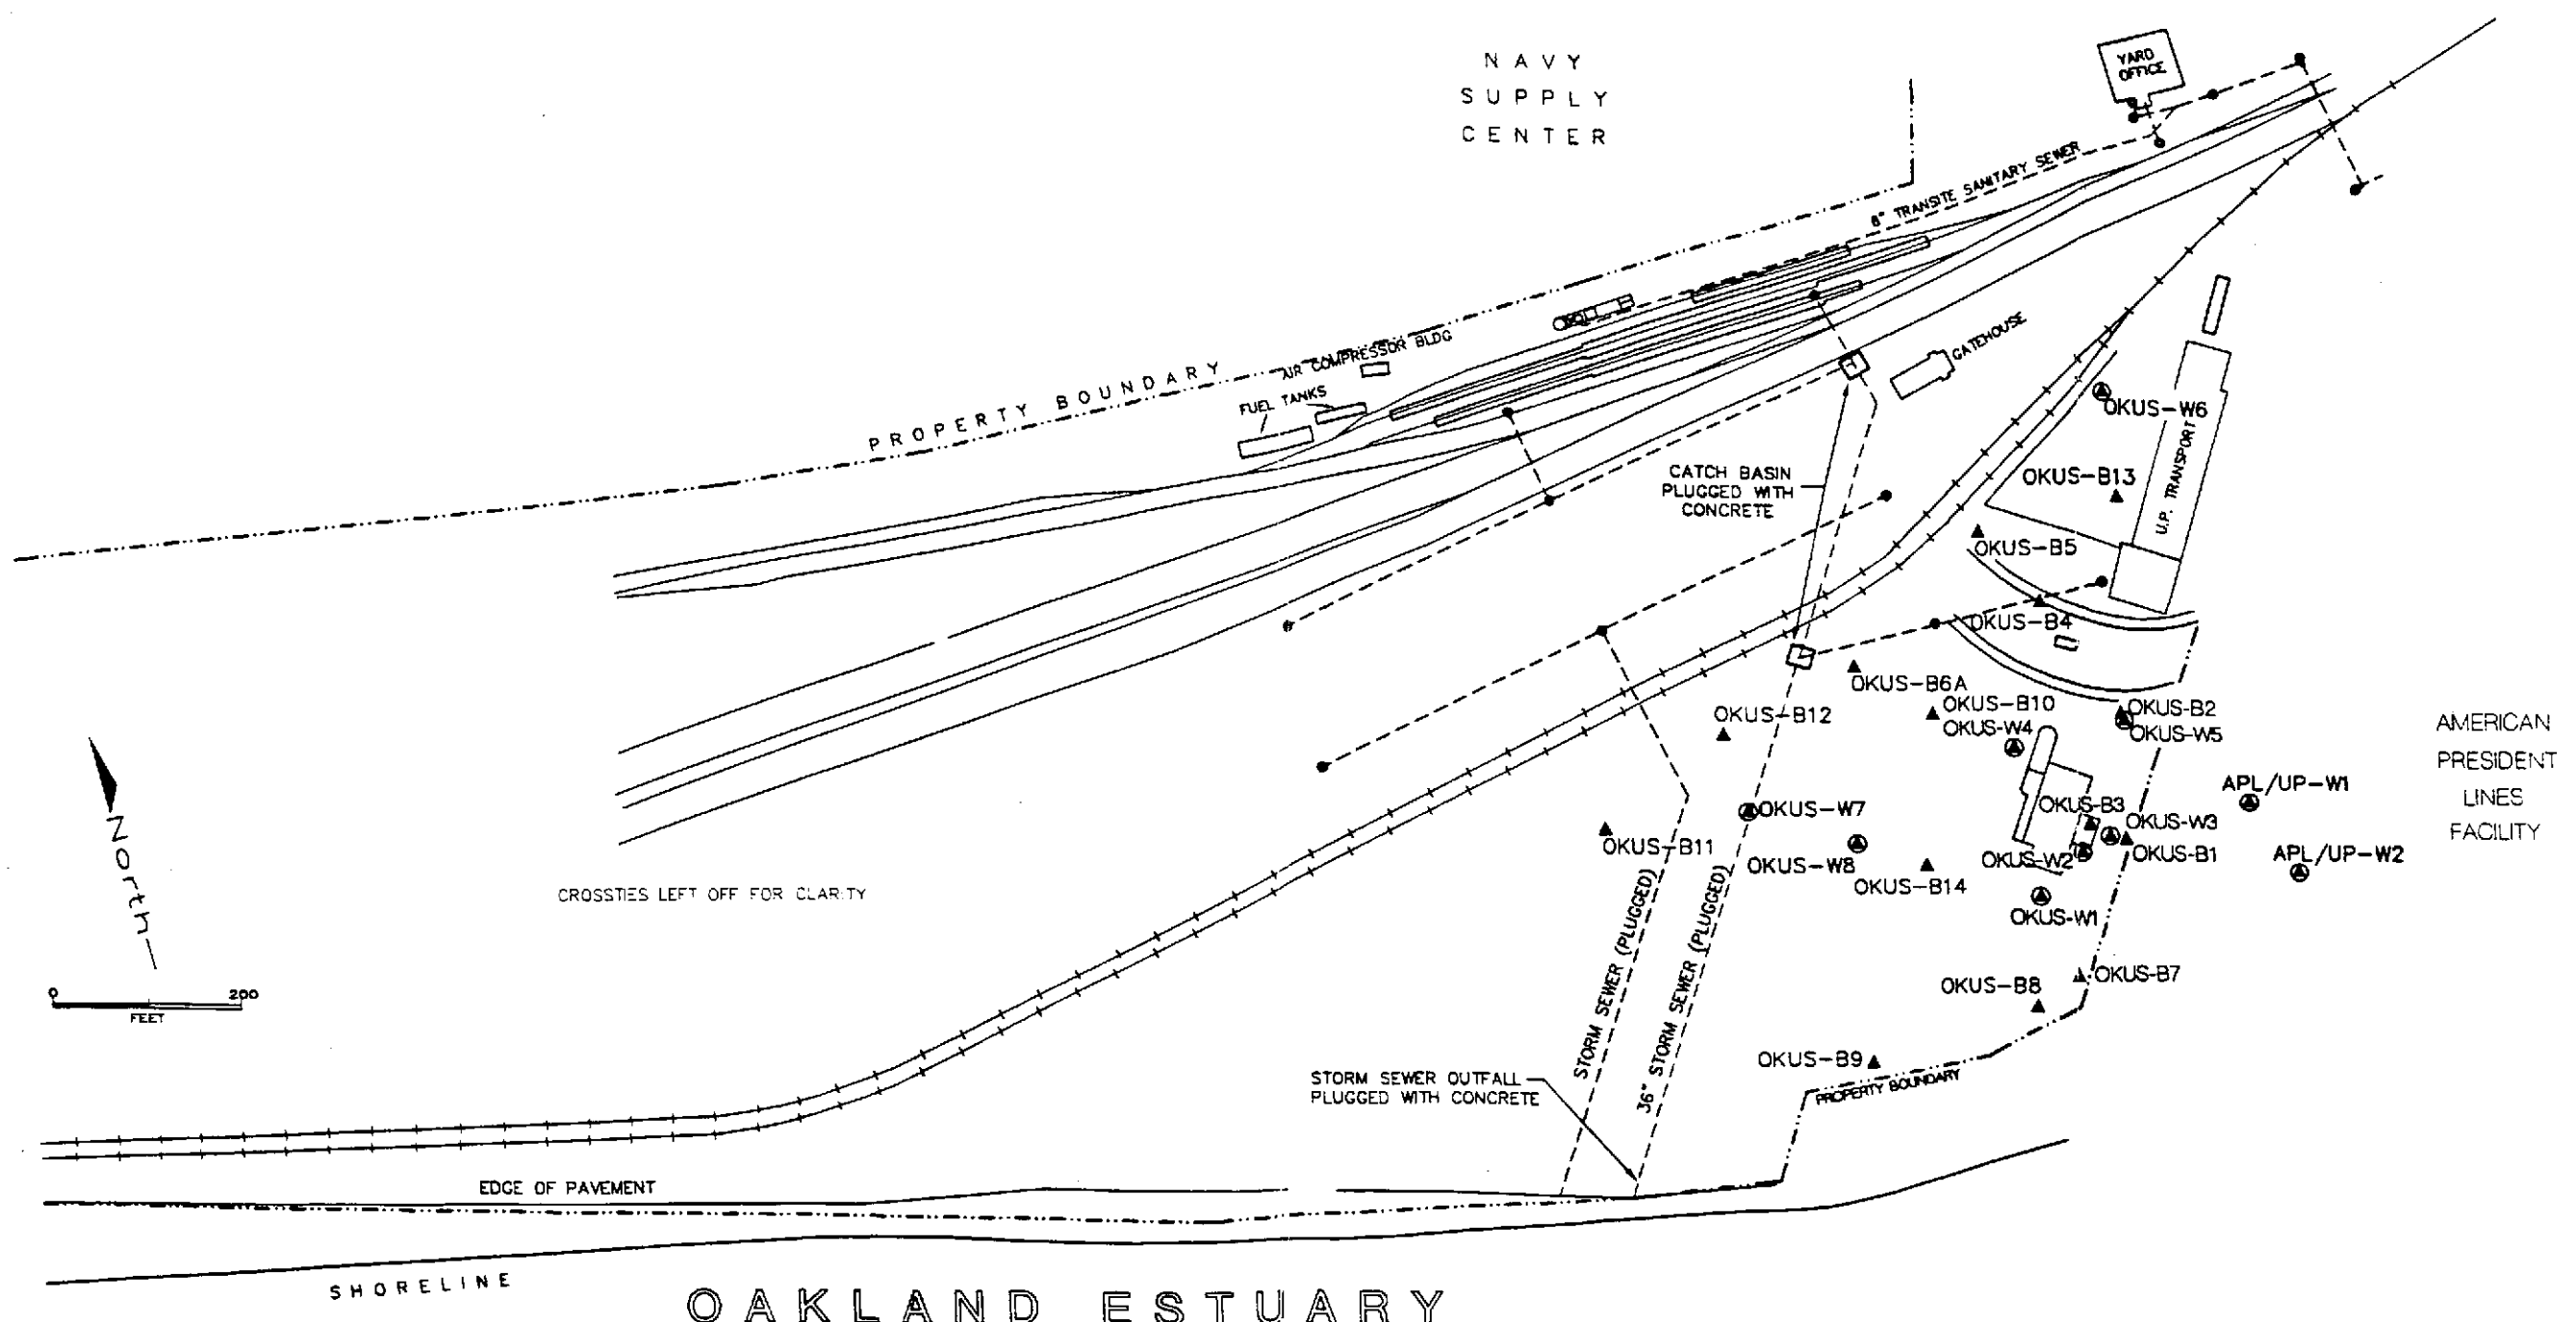 NAVY
SUPPLY
CENTER
YARD
OFFICE
8" TRANSITE SANITARY SEWER
GATEHOUSE
AIR COMPRESSOR BLDG
PROPERTY BOUNDARY
FUEL TANKS
OKUS-W6
U.P. TRANSPORT
CATCH BASIN
PLUGGED WITH
CONCRETE
OKUS-B13
OKUS-B5
OKUS-B4
OKUS-B6A
OKUS-B10
OKUS-B12
OKUS-W4
OKUS-B2
OKUS-W5
AMERICAN
PRESIDENT
LINES
FACILITY
APL/UP-W1
OKUS-B3
OKUS-W7
OKUS-W3
OKUS-B11
OKUS-W8
OKUS-W2
OKUS-B1
APL/UP-W2
OKUS-B14
OKUS-W1
North
CROSSTIES LEFT OFF FOR CLARITY
STORM SEWER (PLUGGED)
36" STORM SEWER (PLUGGED)
OKUS-B7
OKUS-B8
0 200
FEET
OKUS-B9
STORM SEWER OUTFALL
PLUGGED WITH CONCRETE
PROPERTY BOUNDARY
EDGE OF PAVEMENT
SHORELINE
OAKLAND ESTUARY